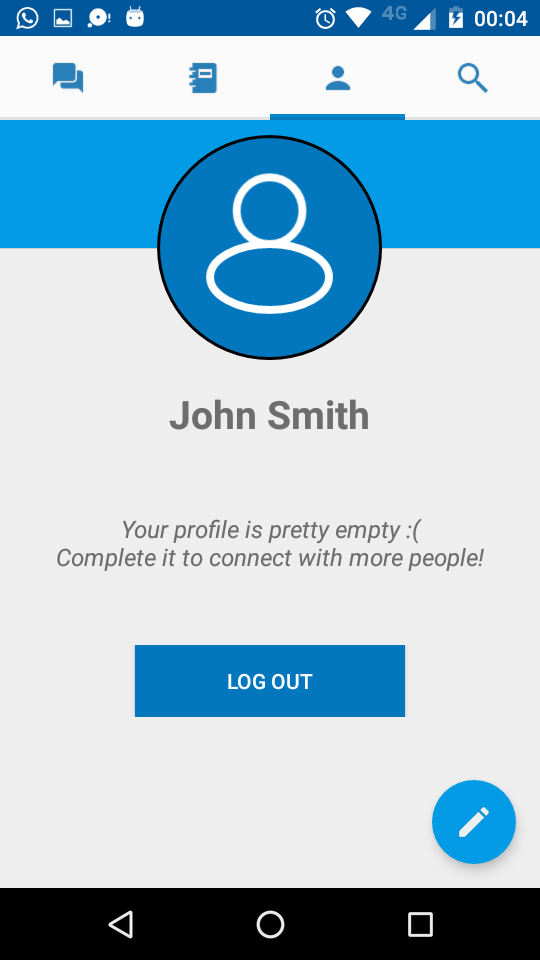 4G
00:04
John Smith
Your profile is pretty empty :(
Complete it to connect with more people!
LOG OUT